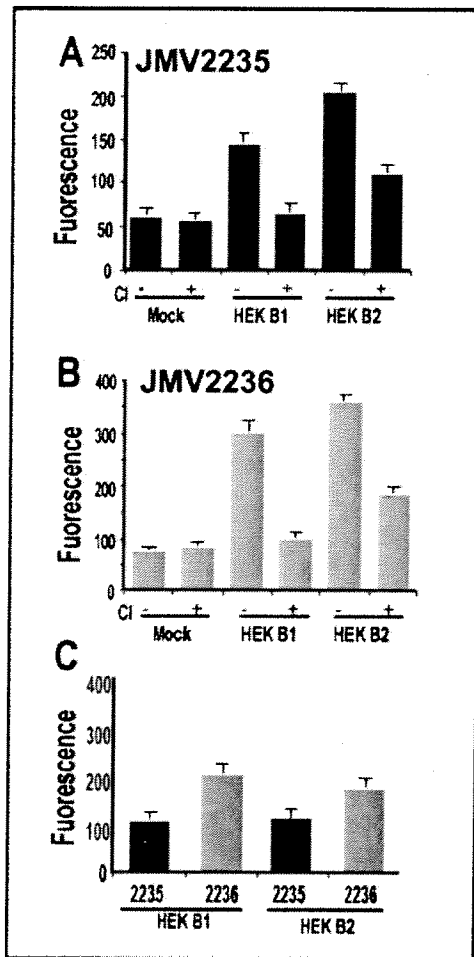 A JMV2235
250
200
150
100
50
0
Fuorescence
CI - + - + - +
Mock HEK B1 HEK B2
B JMV2236
400
300
200
100
0
Fluorescence
CI - + - + - +
Mock HEK B1 HEK B2
C
400
300
200
100
0
Fluorescence
2235 2236 2235 2236
HEK B1 HEK B2